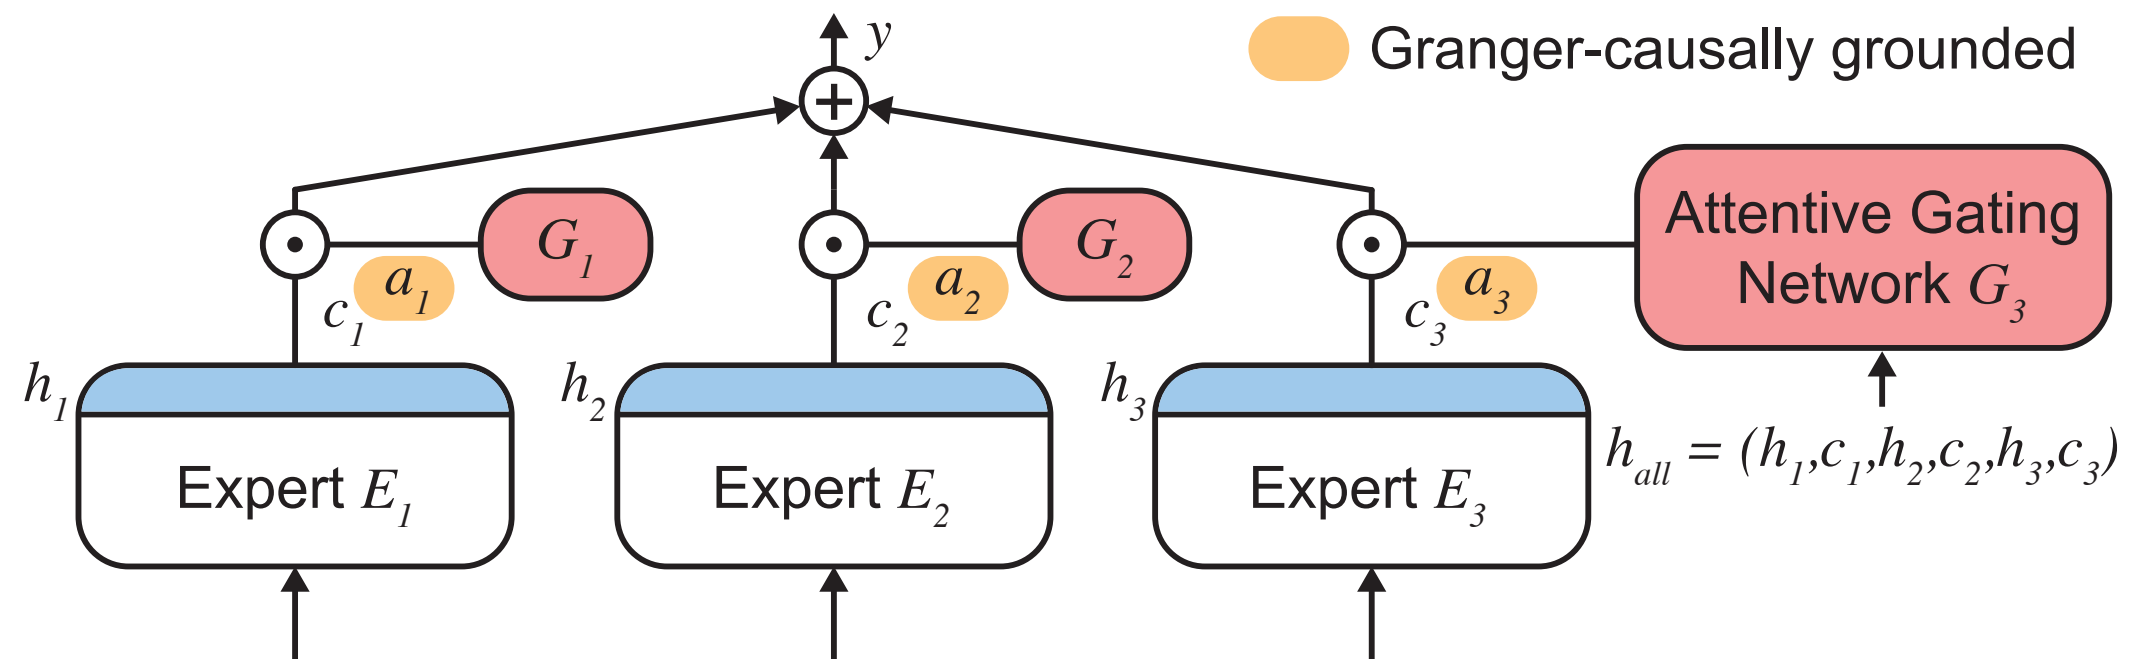 y
Granger-causally grounded
G1
G2
Attentive Gating
Network G3
a1
a2
a3
c1
c2
c3
h1
h2
h3
hall = (h1,c1,h2,c2,h3,c3)
Expert E1
Expert E2
Expert E3